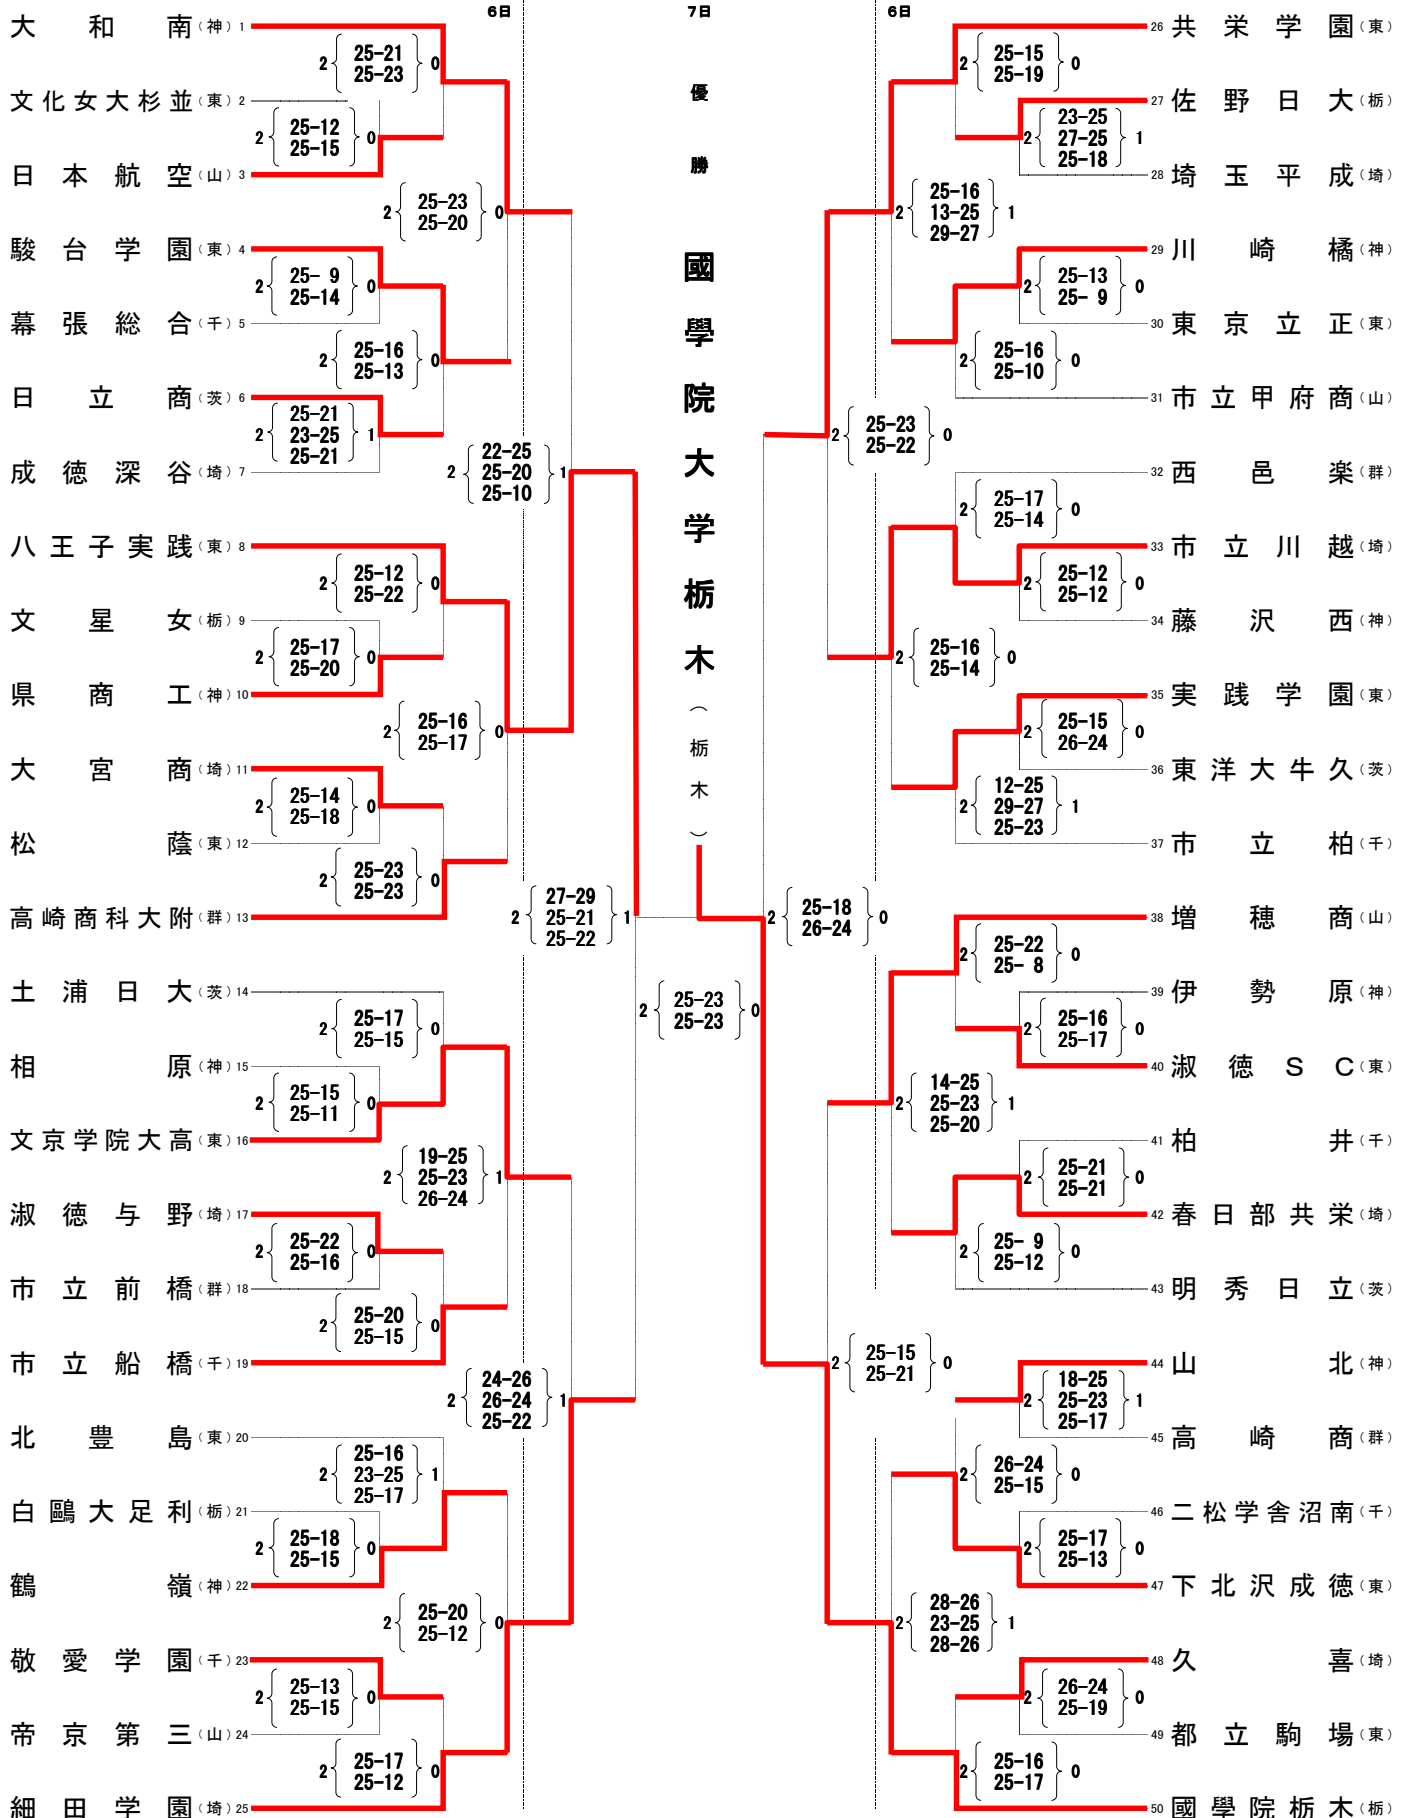 6日
7日
6日
大和南(神)1
2 25-21 0
25-23
文化女大杉並(東)2
2 25-12 0
25-15
日本航空(山)3
2 25-23 0
25-20
駿台学園(東)4
2 25- 9 0
25-14
幕張総合(千)5
2 25-16 0
25-13
日立商(茨)6
2 25-21 1
23-25
25-21
成徳深谷(埼)7
2 22-25 1
25-20
25-10
八王子実践(東)8
2 25-12 0
25-22
文星女(栃)9
2 25-17 0
25-20
県商工(神)10
2 25-16 0
25-17
大宮商(埼)11
2 25-14 0
25-18
松蔭(東)12
2 25-23 0
25-23
高崎商科大附(群)13
2 27-29 1
25-21
25-22
土浦日大(茨)14
2 25-17 0
25-15
相原(神)15
2 25-15 0
25-11
文京学院大高(東)16
2 19-25 1
25-23
26-24
淑徳与野(埼)17
2 25-22 0
25-16
市立前橋(群)18
2 25-20 0
25-15
市立船橋(千)19
2 24-26 1
26-24
25-22
北豊島(東)20
2 25-16 1
23-25
25-17
白鷗大足利(栃)21
2 25-18 0
25-15
鶴嶺(神)22
2 25-20 0
25-12
敬愛学園(千)23
2 25-13 0
25-15
帝京第三(山)24
2 25-17 0
25-12
細田学園(埼)25
優勝
國學院大学栃木
(栃木)
2 25-23 0
25-23
26 共栄学園(東)
2 25-15 0
25-19
27 佐野日大(栃)
2 23-25 1
27-25
25-18
28 埼玉平成(埼)
2 25-16 1
13-25
29-27
29 川崎橘(神)
2 25-13 0
25- 9
30 東京立正(東)
2 25-16 0
25-10
31 市立甲府商(山)
2 25-23 0
25-22
32 西邑楽(群)
2 25-17 0
25-14
33 市立川越(埼)
2 25-12 0
25-12
34 藤沢西(神)
2 25-16 0
25-14
35 実践学園(東)
2 25-15 0
26-24
36 東洋大牛久(茨)
2 12-25 1
29-27
25-23
37 市立柏(千)
2 25-18 0
26-24
38 増穂商(山)
2 25-22 0
25- 8
39 伊勢原(神)
2 25-16 0
25-17
40 淑徳SC(東)
2 14-25 1
25-23
25-20
41 柏井(千)
2 25-21 0
25-21
42 春日部共栄(埼)
2 25- 9 0
25-12
43 明秀日立(茨)
2 25-15 0
25-21
44 山北(神)
2 18-25 1
25-23
25-17
45 高崎商(群)
2 26-24 0
25-15
46 二松学舎沼南(千)
2 25-17 0
25-13
47 下北沢成徳(東)
2 28-26 1
23-25
28-26
48 久喜(埼)
2 26-24 0
25-19
49 都立駒場(東)
2 25-16 0
25-17
50 國學院栃木(栃)